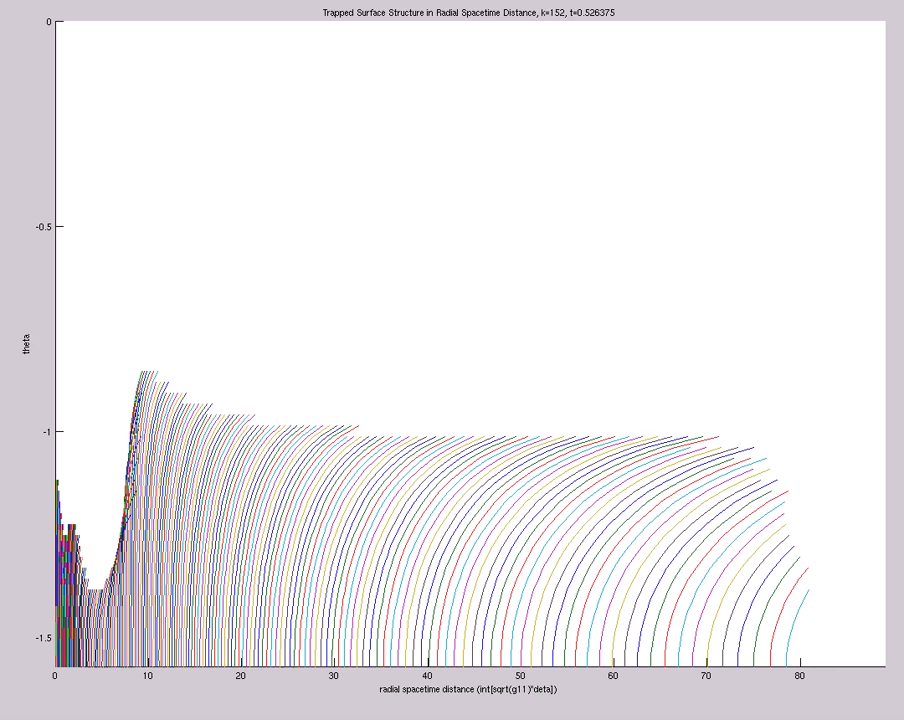 Trapped Surface Structure in Radial Spacetime Distance, k=152, t=0.526375
0
-0.5
theta
-1
-1.5
0 10 20 30 40 50 60 70 80
radial spacetime distance (int[sqrt(g11)*deta])